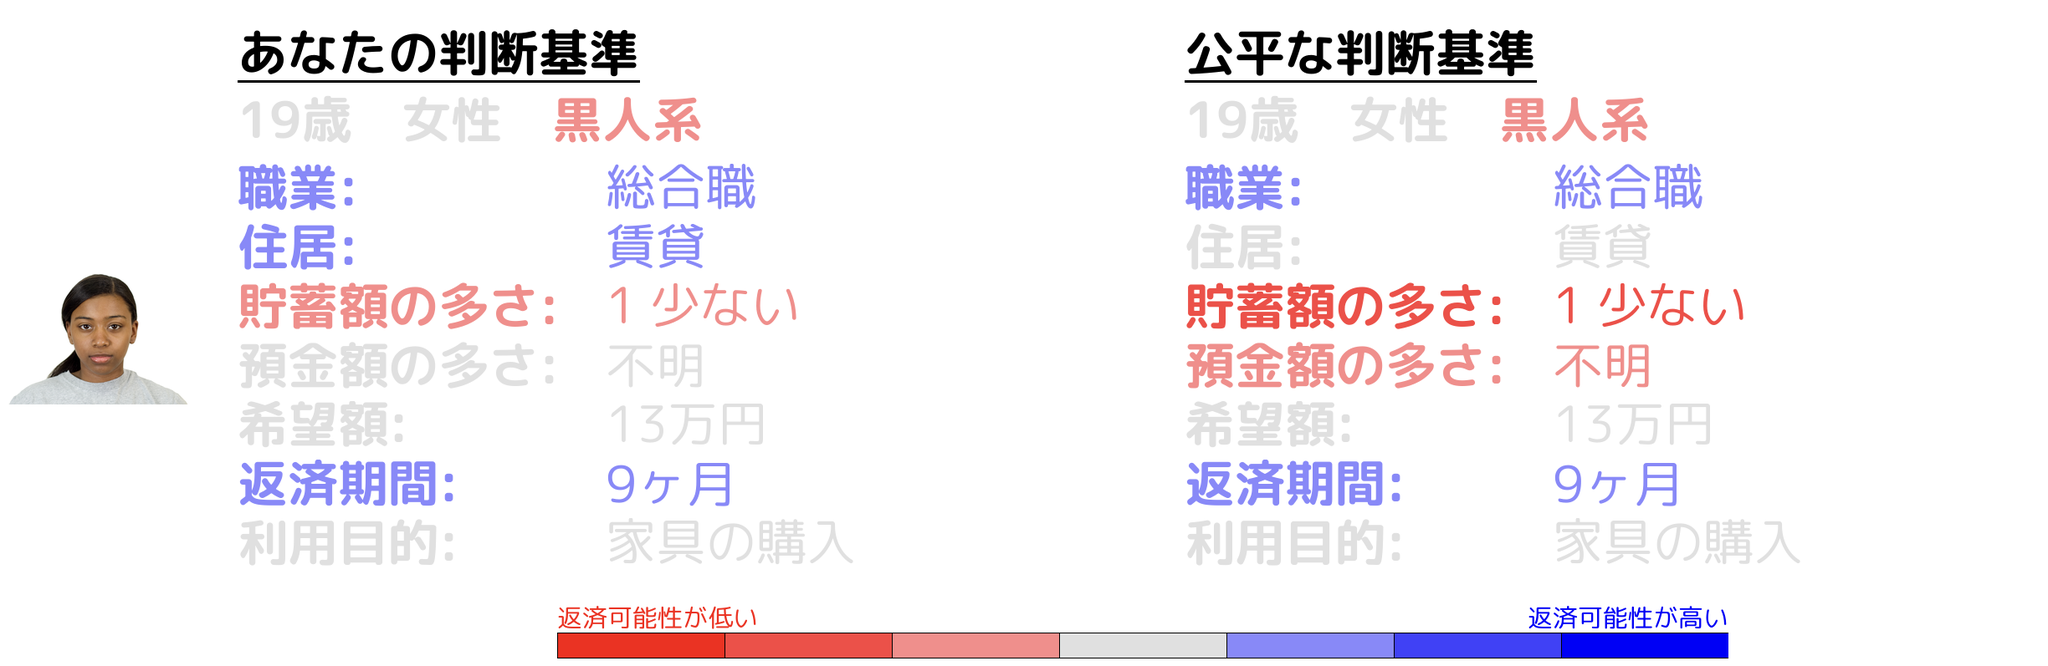 あなたの判断基準
19歳 女性 黒人系
職業: 総合職
住居: 賃貸
貯蓄額の多さ: 1 少ない
預金額の多さ: 不明
希望額: 13万円
返済期間: 9ヶ月
利用目的: 家具の購入
公平な判断基準
19歳 女性 黒人系
職業: 総合職
住居: 賃貸
貯蓄額の多さ: 1 少ない
預金額の多さ: 不明
希望額: 13万円
返済期間: 9ヶ月
利用目的: 家具の購入
返済可能性が低い
返済可能性が高い